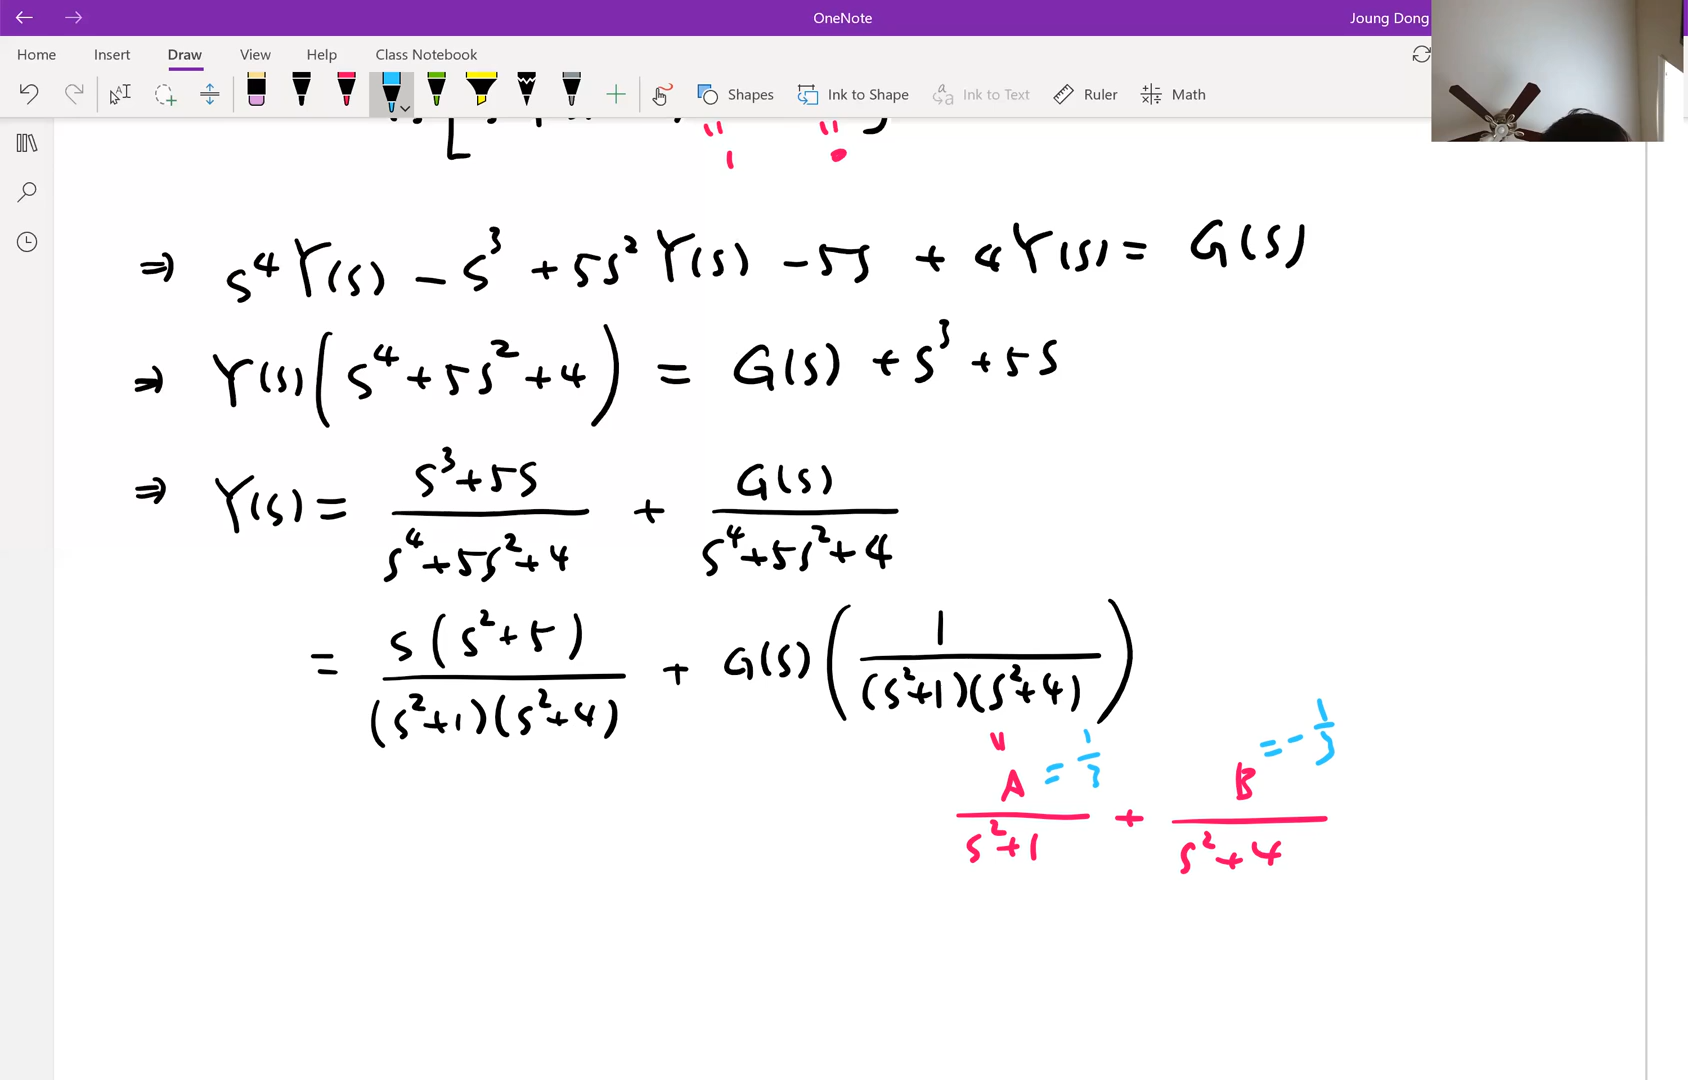 OneNote
Joung Dong
Home Insert Draw View Help Class Notebook
Shapes Ink to Shape Ink to Text Ruler Math
⇒ s⁴Y(s) - s³ + 5s²Y(s) - 5s + 4Y(s) = G(s)
⇒ Y(s)(s⁴+5s²+4) = G(s) + s³ + 5s
⇒ Y(s) = (s³+5s)/(s⁴+5s²+4) + G(s)/(s⁴+5s²+4)
= s(s²+5)/((s²+1)(s²+4)) + G(s)(1/((s²+1)(s²+4)))
A = 1/3 B = -1/3
A/(s²+1) + B/(s²+4)